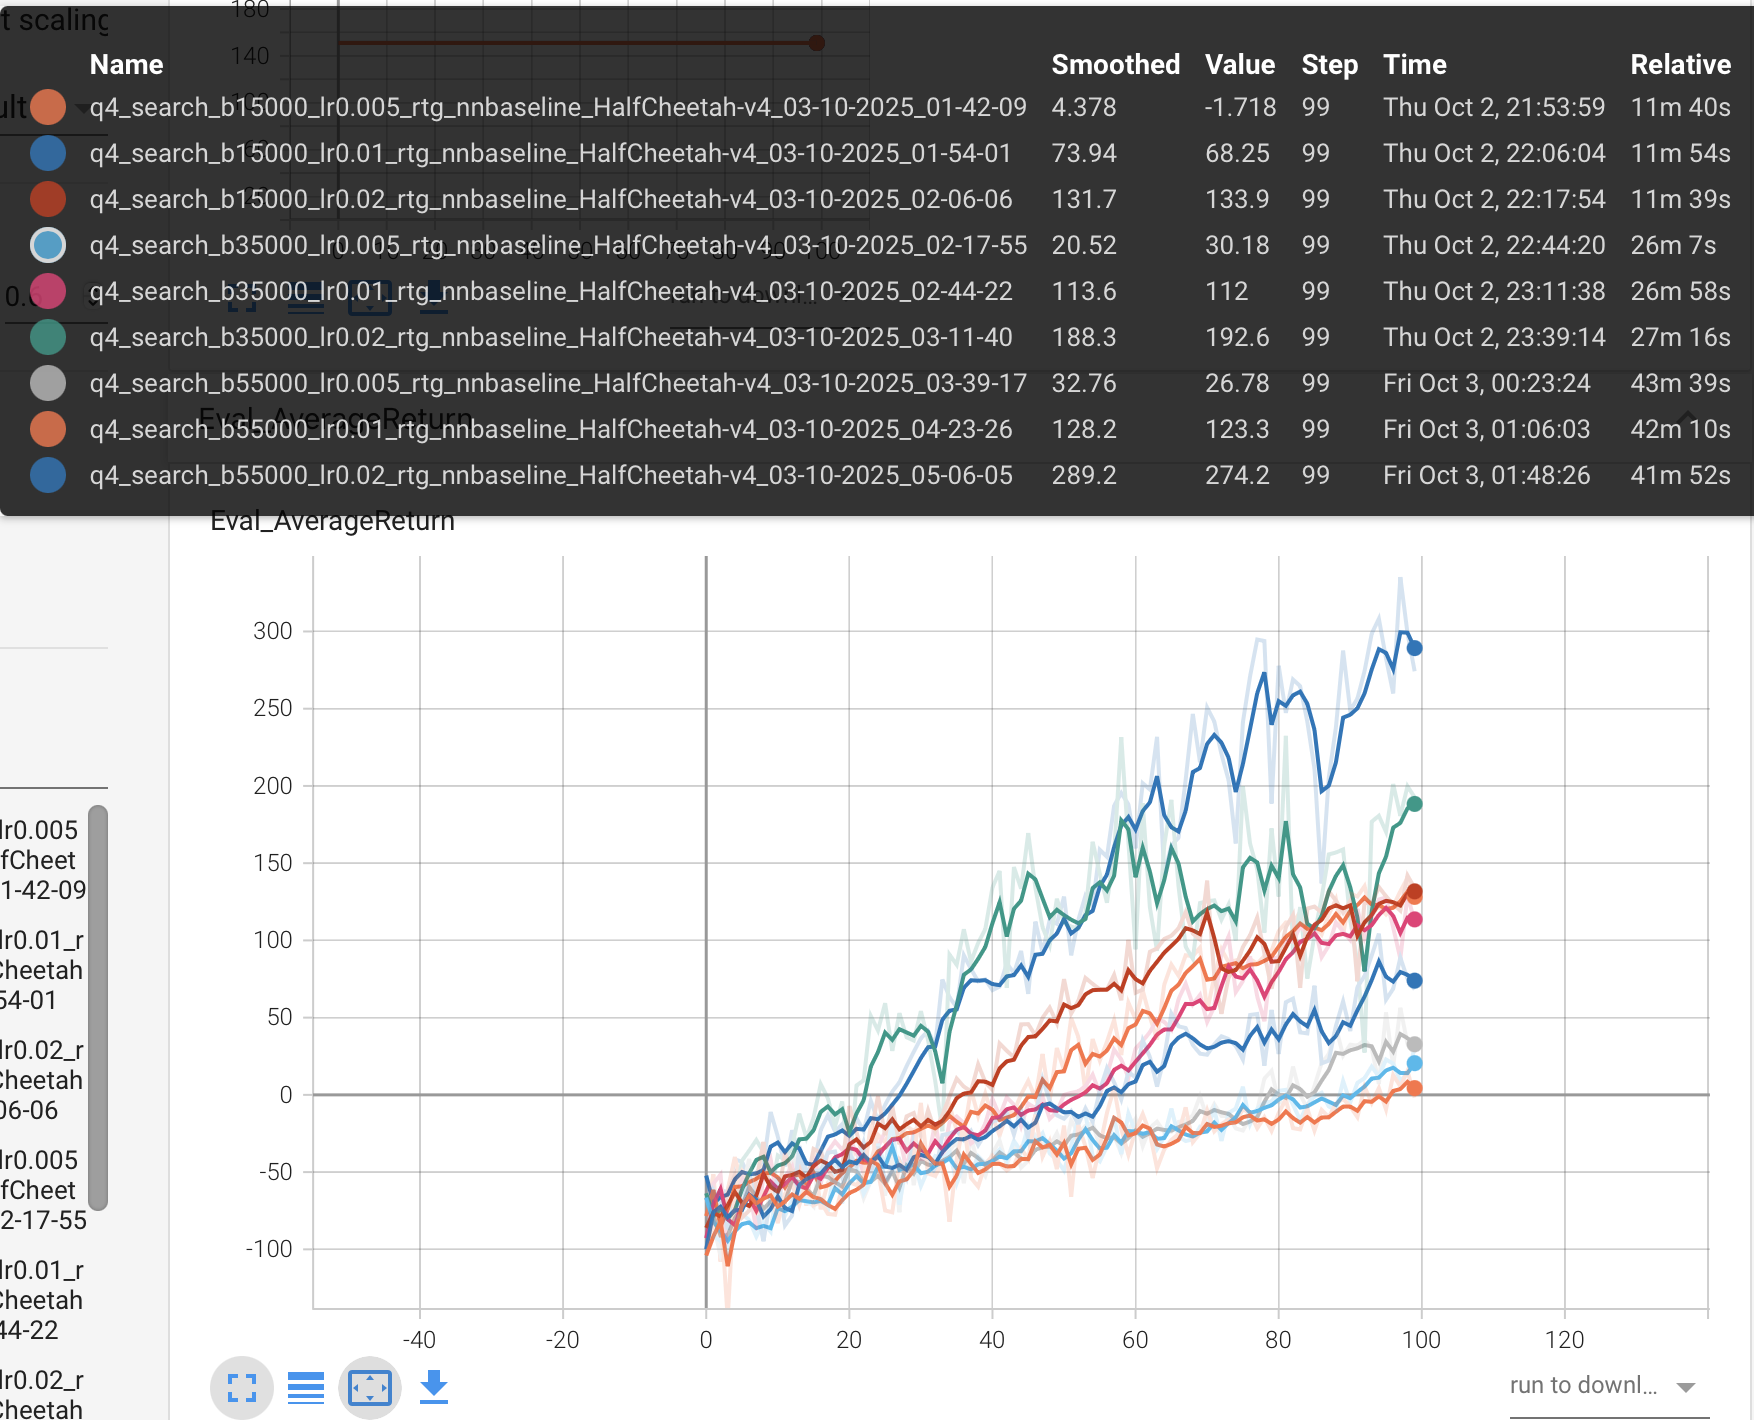 180
t scaling
140
Name Smoothed Value Step Time Relative
q4_search_b15000_lr0.005_rtg_nnbaseline_HalfCheetah-v4_03-10-2025_01-42-09 4.378 -1.718 99 Thu Oct 2, 21:53:59 11m 40s
q4_search_b15000_lr0.01_rtg_nnbaseline_HalfCheetah-v4_03-10-2025_01-54-01 73.94 68.25 99 Thu Oct 2, 22:06:04 11m 54s
q4_search_b15000_lr0.02_rtg_nnbaseline_HalfCheetah-v4_03-10-2025_02-06-06 131.7 133.9 99 Thu Oct 2, 22:17:54 11m 39s
q4_search_b35000_lr0.005_rtg_nnbaseline_HalfCheetah-v4_03-10-2025_02-17-55 20.52 30.18 99 Thu Oct 2, 22:44:20 26m 7s
q4_search_b35000_lr0.01_rtg_nnbaseline_HalfCheetah-v4_03-10-2025_02-44-22 113.6 112 99 Thu Oct 2, 23:11:38 26m 58s
q4_search_b35000_lr0.02_rtg_nnbaseline_HalfCheetah-v4_03-10-2025_03-11-40 188.3 192.6 99 Thu Oct 2, 23:39:14 27m 16s
q4_search_b55000_lr0.005_rtg_nnbaseline_HalfCheetah-v4_03-10-2025_03-39-17 32.76 26.78 99 Fri Oct 3, 00:23:24 43m 39s
Eval_AverageReturn
q4_search_b55000_lr0.01_rtg_nnbaseline_HalfCheetah-v4_03-10-2025_04-23-26 128.2 123.3 99 Fri Oct 3, 01:06:03 42m 10s
q4_search_b55000_lr0.02_rtg_nnbaseline_HalfCheetah-v4_03-10-2025_05-06-05 289.2 274.2 99 Fri Oct 3, 01:48:26 41m 52s
Eval_AverageReturn
300
250
200
150
100
50
0
-50
-100
-40 -20 0 20 40 60 80 100 120
run to downl...
lr0.005
fCheet
1-42-09
lr0.01_r
Cheetah
54-01
lr0.02_r
Cheetah
06-06
lr0.005
fCheet
2-17-55
lr0.01_r
Cheetah
44-22
lr0.02_r
Cheetah